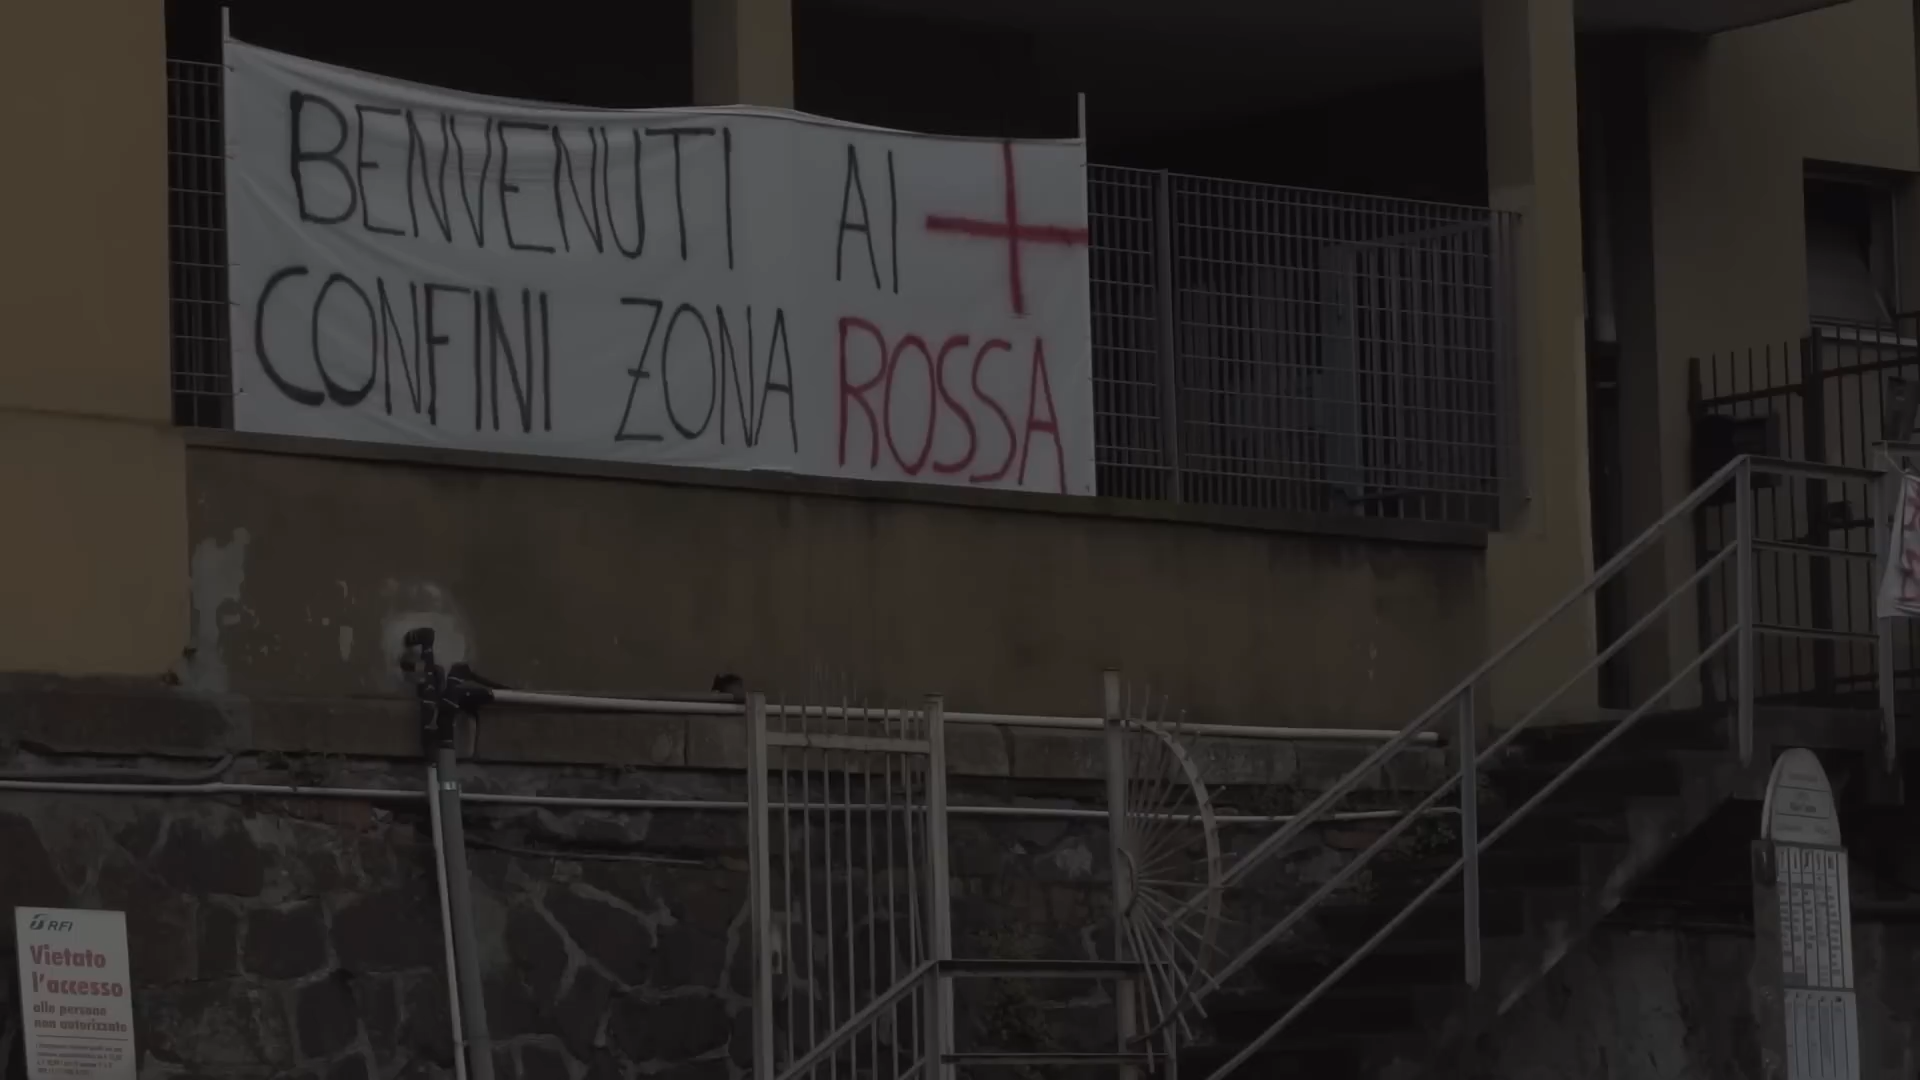 BENVENUTI AI
CONFINI ZONA ROSSA
RFI
Vietato
l'accesso
alle persone
non autorizzate